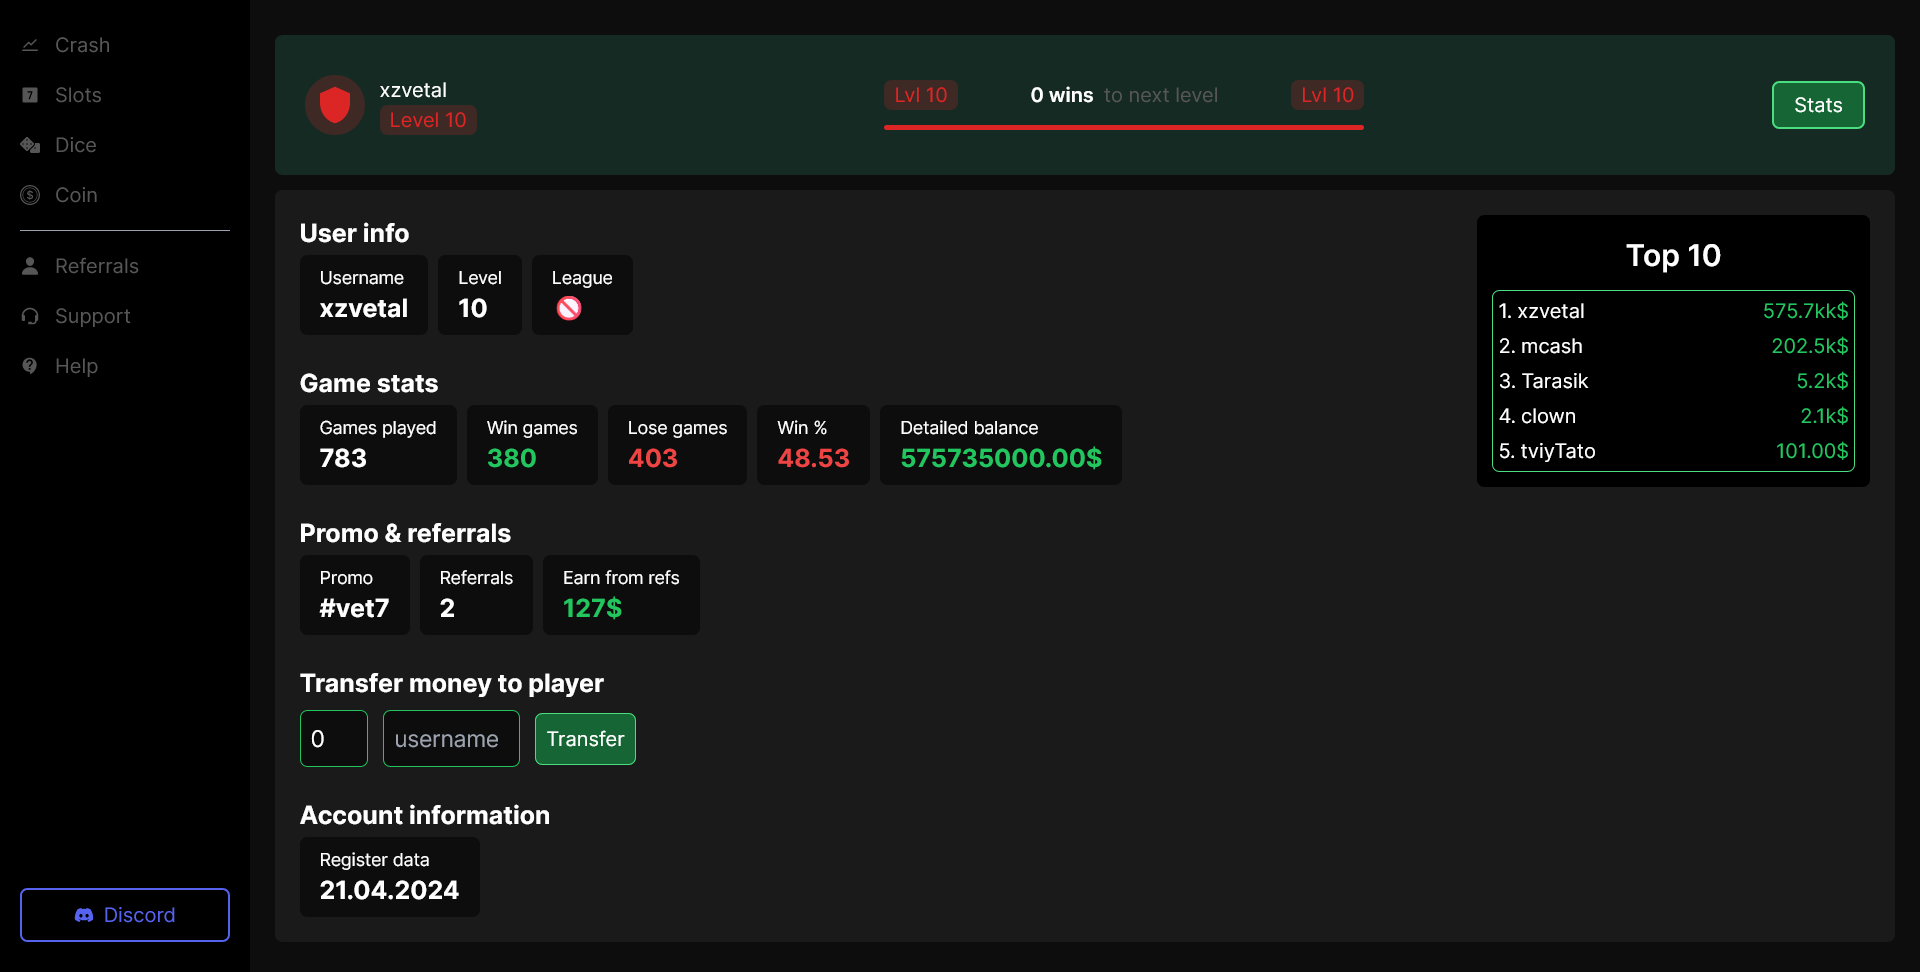 Crash
Slots
Dice
Coin
Referrals
Support
Help
Discord
xzvetal
Level 10
Lvl 10 0 wins to next level Lvl 10
Stats
User info
Username Level League
xzvetal 10
Game stats
Games played Win games Lose games Win % Detailed balance
783 380 403 48.53 575735000.00$
Promo & referrals
Promo Referrals Earn from refs
#vet7 2 127$
Transfer money to player
0 username Transfer
Account information
Register data
21.04.2024
Top 10
1. xzvetal 575.7kk$
2. mcash 202.5k$
3. Tarasik 5.2k$
4. clown 2.1k$
5. tviyTato 101.00$